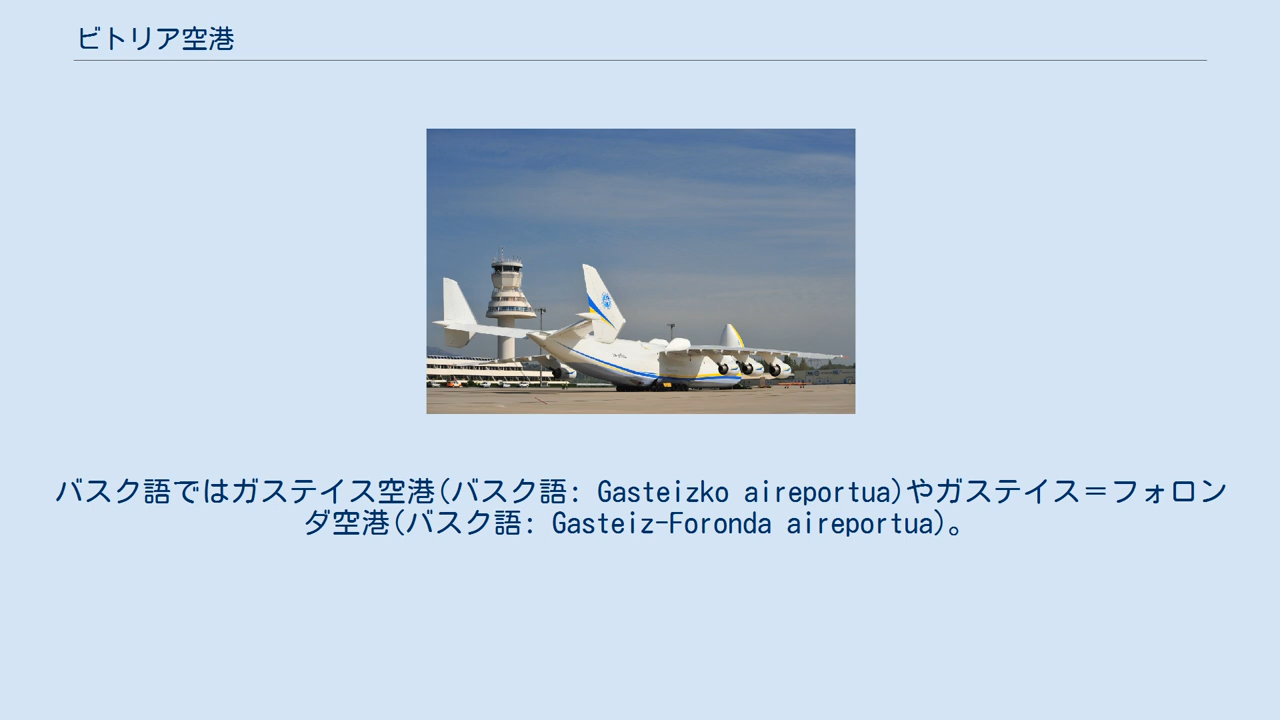 ビトリア空港
バスク語ではガステイス空港(バスク語: Gasteizko aireportua)やガステイス＝フォロン
ダ空港(バスク語: Gasteiz-Foronda aireportua)。